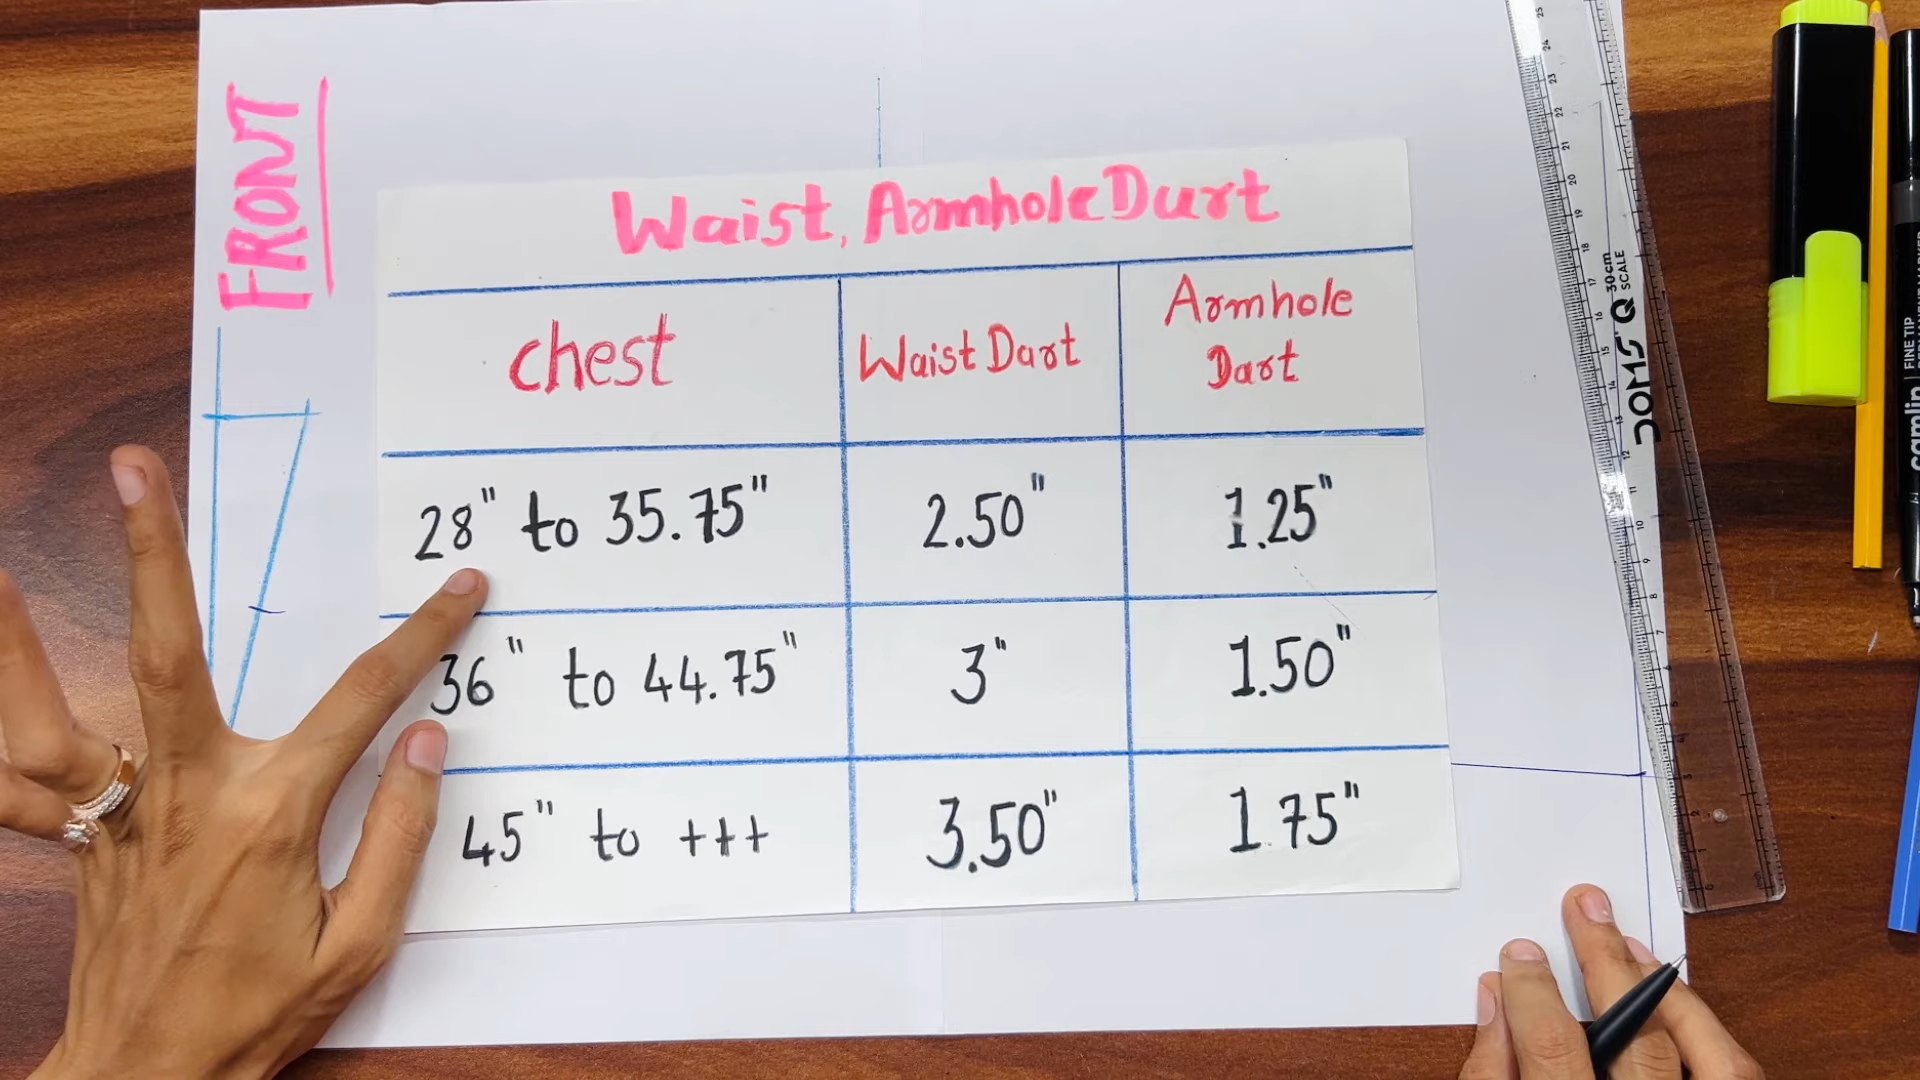 FRONT
Waist, Armhole Dart
chest
Waist Dart
Armhole
Dart
28" to 35.75"
2.50"
1.25"
36" to 44.75"
3"
1.50"
45" to +++
3.50"
1.75"
DOMS Q 30cm
SCALE
camlin
FINE TIP